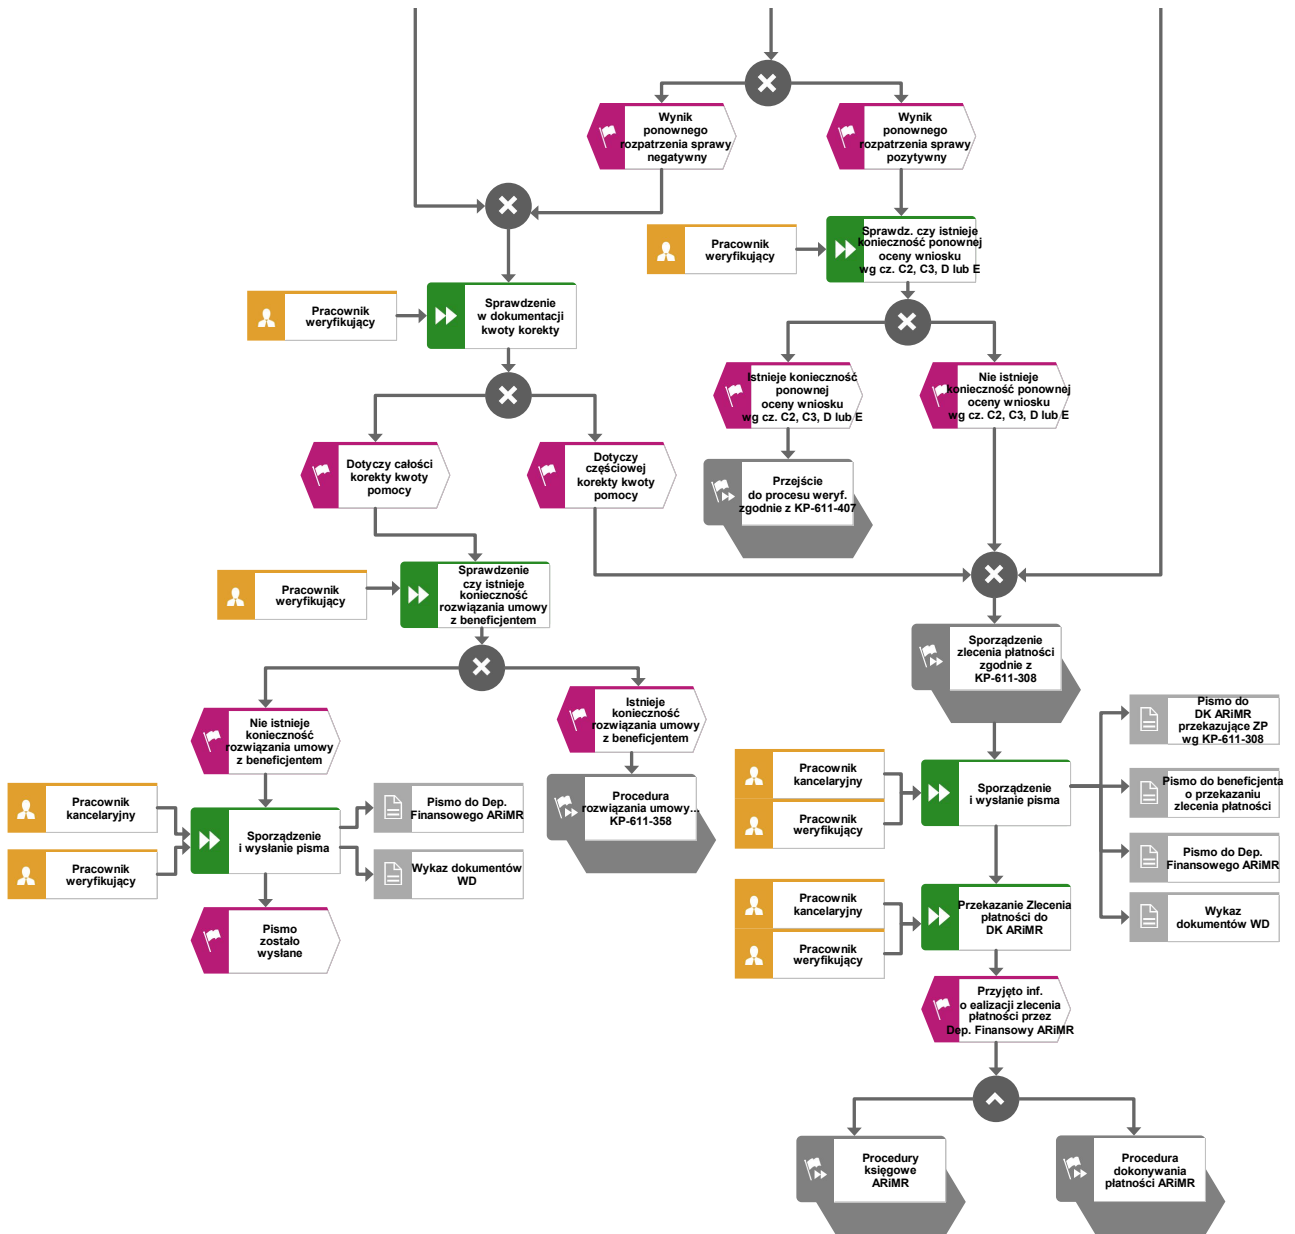 Wynik
ponownego
rozpatrzenia sprawy
negatywny
Wynik
ponownego
rozpatrzenia sprawy
pozytywny
Pracownik
weryfikujący
Sprawdz. czy istnieje
konieczność ponownej
oceny wniosku
wg cz. C2, C3, D lub E
Pracownik
weryfikujący
Sprawdzenie
w dokumentacji
kwoty korekty
Istnieje konieczność
ponownej
oceny wniosku
wg cz. C2, C3, D lub E
Nie istnieje
konieczność ponownej
oceny wniosku
wg cz. C2, C3, D lub E
Dotyczy całości
korekty kwoty
pomocy
Dotyczy
częściowej
korekty kwoty
pomocy
Przejście
do procesu weryf.
zgodnie z KP-611-407
Pracownik
weryfikujący
Sprawdzenie
czy istnieje
konieczność
rozwiązania umowy
z beneficjentem
Sporządzenie
zlecenia płatności
zgodnie z
KP-611-308
Nie istnieje
konieczność
rozwiązania umowy
z beneficjentem
Istnieje
konieczność
rozwiązania umowy
z beneficjentem
Pismo do
DK ARiMR
przekazujące ZP
wg KP-611-308
Pracownik
kancelaryjny
Pracownik
weryfikujący
Sporządzenie
i wysłanie pisma
Pismo do beneficjenta
o przekazaniu
zlecenia płatności
Pracownik
kancelaryjny
Pracownik
weryfikujący
Sporządzenie
i wysłanie pisma
Pismo do Dep.
Finansowego ARiMR
Wykaz dokumentów
WD
Procedura
rozwiązania umowy...
KP-611-358
Pismo do Dep.
Finansowego ARiMR
Wykaz
dokumentów WD
Pracownik
kancelaryjny
Pracownik
weryfikujący
Przekazanie Zlecenia
płatności do
DK ARiMR
Pismo
zostało
wysłane
Przyjęto inf.
o ealizacji zlecenia
płatności przez
Dep. Finansowy ARiMR
Procedury
księgowe
ARiMR
Procedura
dokonywania
płatności ARiMR